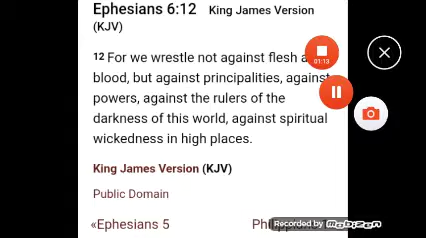 Ephesians 6:12 King James Version
(KJV)
12 For we wrestle not against flesh
blood, but against principalities, against
powers, against the rulers of the
darkness of this world, against spiritual
wickedness in high places.
01:13
King James Version (KJV)
Public Domain
«Ephesians 5
Recorded by mobizen